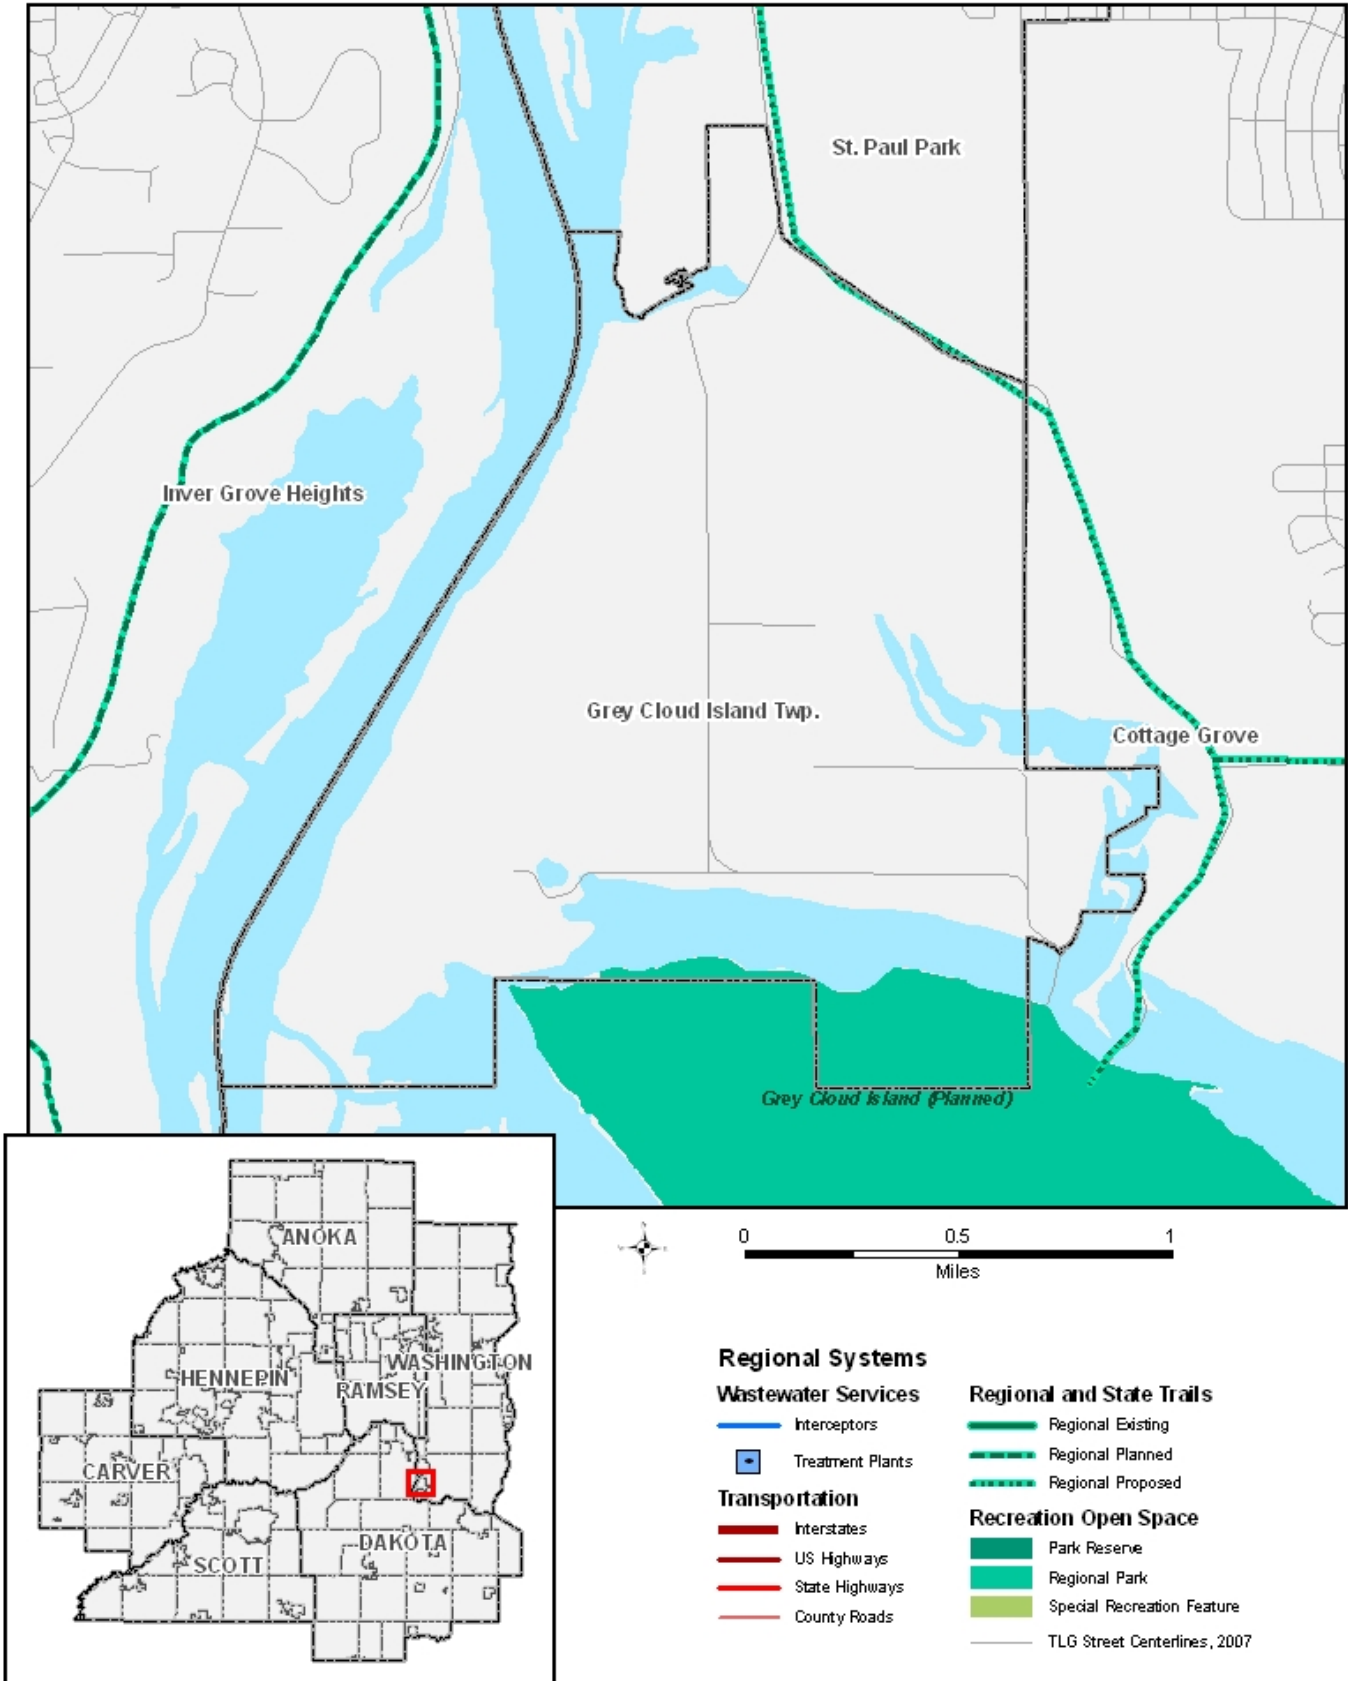 St. Paul Park
Inver Grove Heights
Grey Cloud Island Twp.
Cottage Grove
Grey Cloud Island (Planned)
ANOKA
HENNEPIN
WASHINGTON
RAMSEY
CARVER
DAKOTA
SCOTT
0 0.5 1
Miles
Regional Systems
Wastewater Services
Interceptors
Treatment Plants
Transportation
Interstates
US Highways
State Highways
County Roads
Regional and State Trails
Regional Existing
Regional Planned
Regional Proposed
Recreation Open Space
Park Reserve
Regional Park
Special Recreation Feature
TLG Street Centerlines, 2007